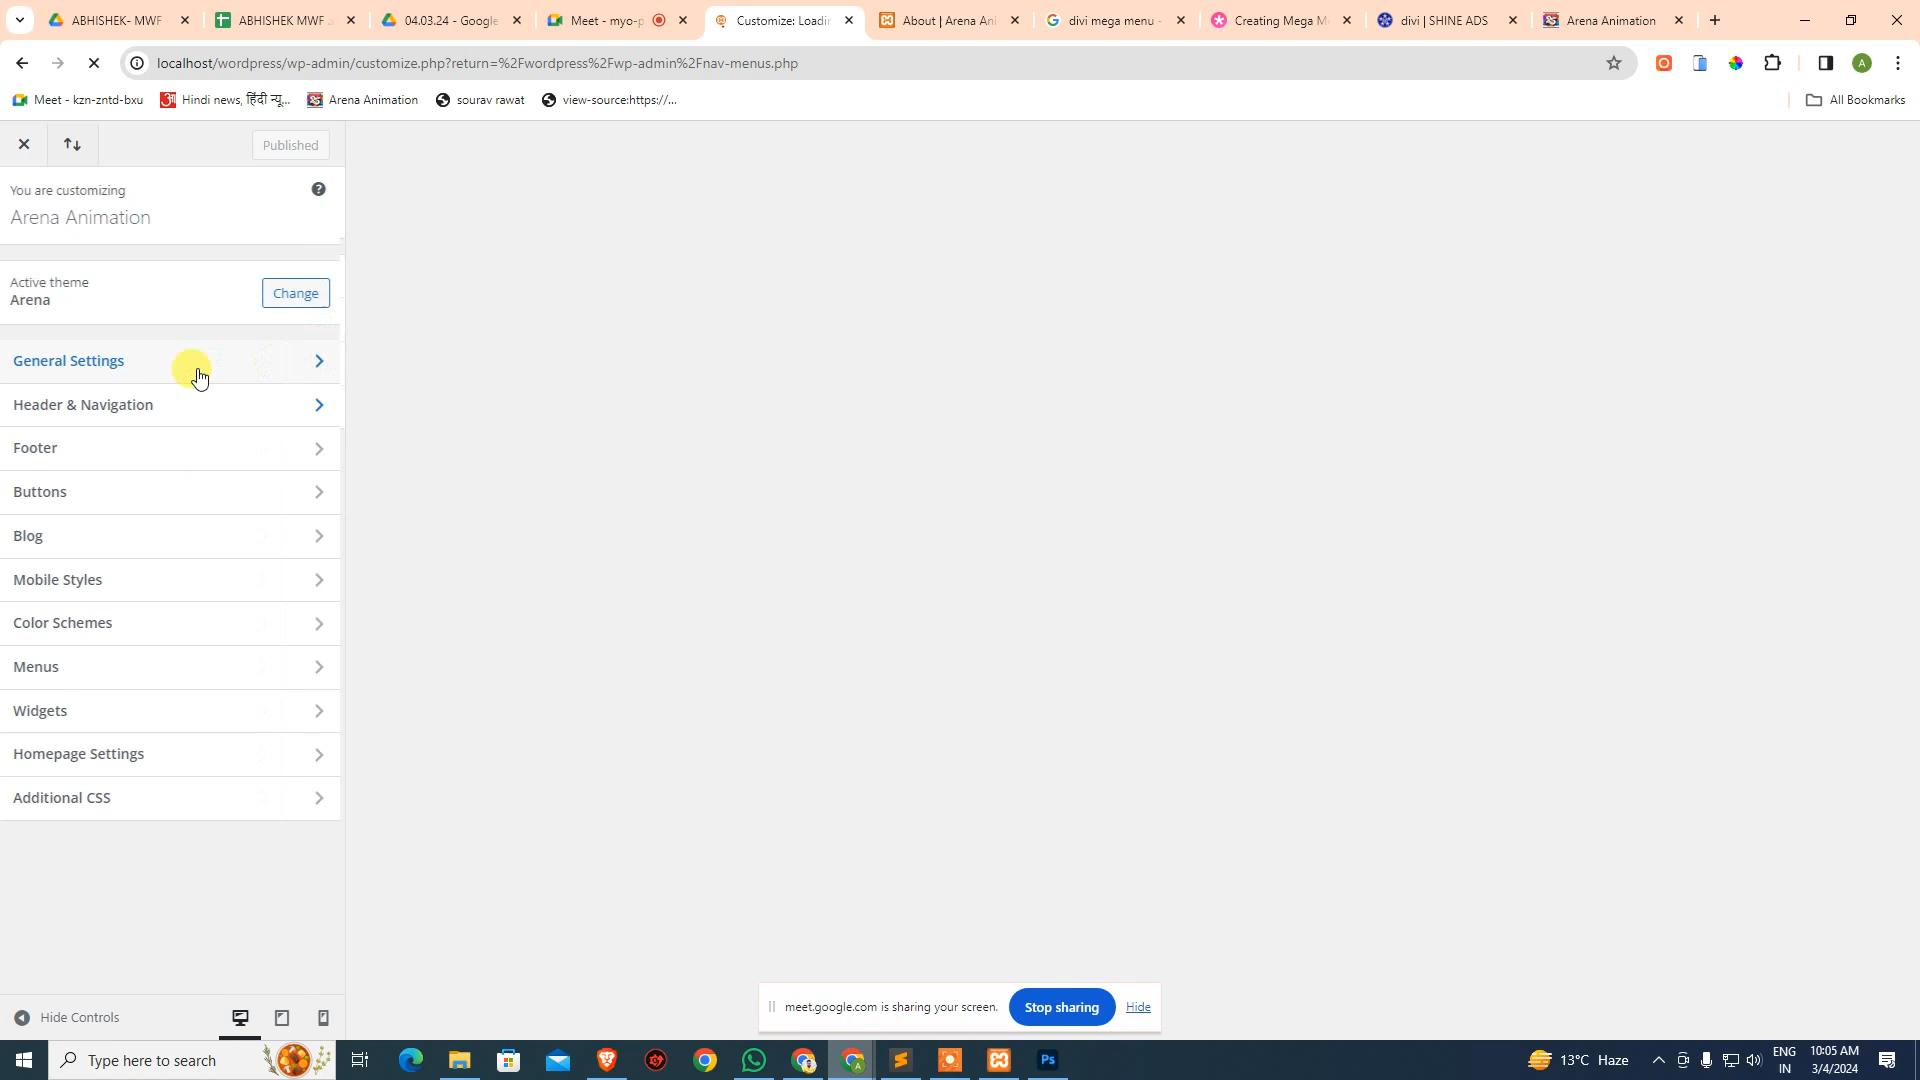 ABHISHEK- MWF
ABHISHEK MWF
04.03.24 - Google
Meet - myo-p
Customize: Loadin
About | Arena Ani
divi mega menu -
Creating Mega M
divi | SHINE ADS
Arena Animation
localhost/wordpress/wp-admin/customize.php?return=%2Fwordpress%2Fwp-admin%2Fnav-menus.php
A
Meet - kzn-zntd-bxu
Hindi news, हिंदी न्यू...
Arena Animation
sourav rawat
view-source:https://...
All Bookmarks
Published
You are customizing
Arena Animation
Active theme
Arena
Change
General Settings
Header & Navigation
Footer
Buttons
Blog
Mobile Styles
Color Schemes
Menus
Widgets
Homepage Settings
Additional CSS
Hide Controls
meet.google.com is sharing your screen.
Stop sharing
Hide
Type here to search
Ps
13°C Haze
ENG
IN
10:05 AM
3/4/2024